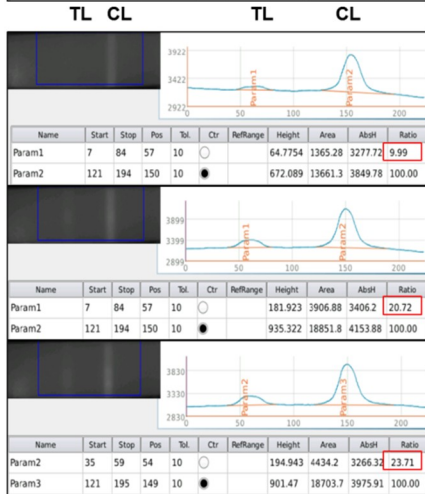 TL CL TL CL
3922
3422
2922
Param1
Param2
0 50 100 150 200
Name Start Stop Pos Tol. Ctr RefRange Height Area AbsH Ratio
Param1 7 84 57 10 64.7754 1365.28 3277.72 9.99
Param2 121 194 150 10 672.089 13661.3 3849.78 100.00
3899
3399
2899
Param1
Param2
0 50 100 150 200
Name Start Stop Pos Tol. Ctr RefRange Height Area AbsH Ratio
Param1 7 84 57 10 181.923 3906.88 3406.2 20.72
Param2 121 194 150 10 935.322 18851.8 4153.88 100.00
3830
3330
2830
Param2
Param3
0 50 100 150 200
Name Start Stop Pos Tol. Ctr RefRange Height Area AbsH Ratio
Param2 35 59 54 10 194.943 4434.2 3266.32 23.71
Param3 121 195 149 10 901.47 18703.7 3975.91 100.00